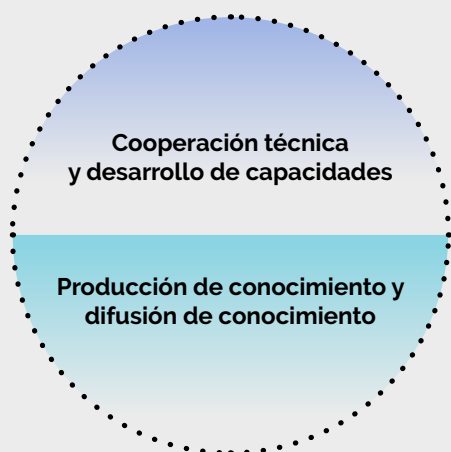 Cooperación técnica
y desarrollo de capacidades
Producción de conocimiento y
difusión de conocimiento